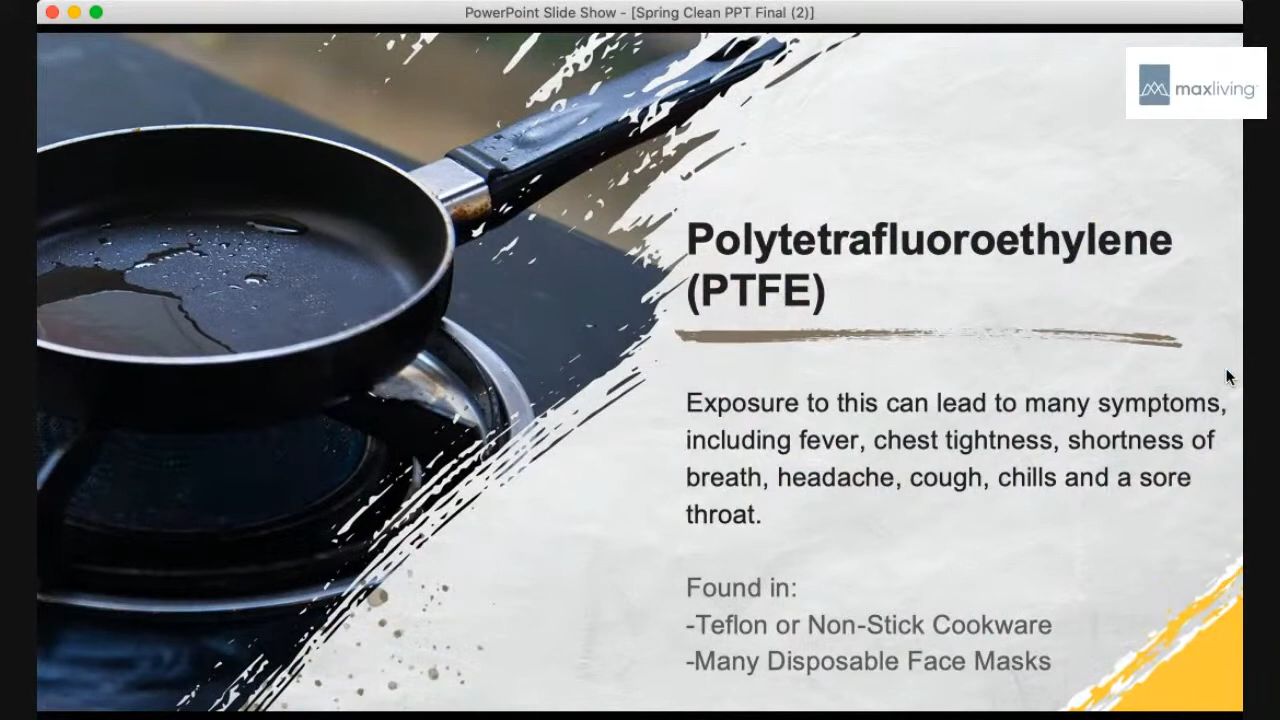 PowerPoint Slide Show - [Spring Clean PPT Final (2)]
maxliving
Polytetrafluoroethylene
(PTFE)
Exposure to this can lead to many symptoms,
including fever, chest tightness, shortness of
breath, headache, cough, chills and a sore
throat.
Found in:
-Teflon or Non-Stick Cookware
-Many Disposable Face Masks